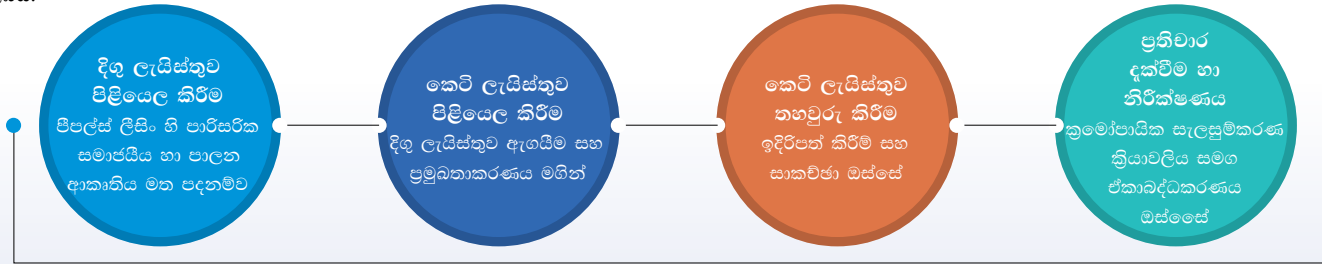 දිගු ලැයිස්තුව
පිළියෙල කිරීම
පීපල්ස් ලීසිං හි පාරිසරික
සමාජයීය හා පාලන
ආකෘතිය මත පදනම්ව
කෙටි ලැයිස්තුව
පිළියෙල කිරීම
දිගු ලැයිස්තුව ඇගයීම සහ
ප්‍රමුඛතාකරණය මගින්
කෙටි ලැයිස්තුව
තහවුරු කිරීම
ඉදිරිපත් කිරීම් සහ
සාකච්ඡා ඔස්සේ
ප්‍රතිචාර
දැක්වීම හා
නිරීක්ෂණය
ක්‍රමෝපායික සැලසුම්කරණ
ක්‍රියාවලිය සමග
ඒකාබද්ධකරණය
ඔස්සෙසේ